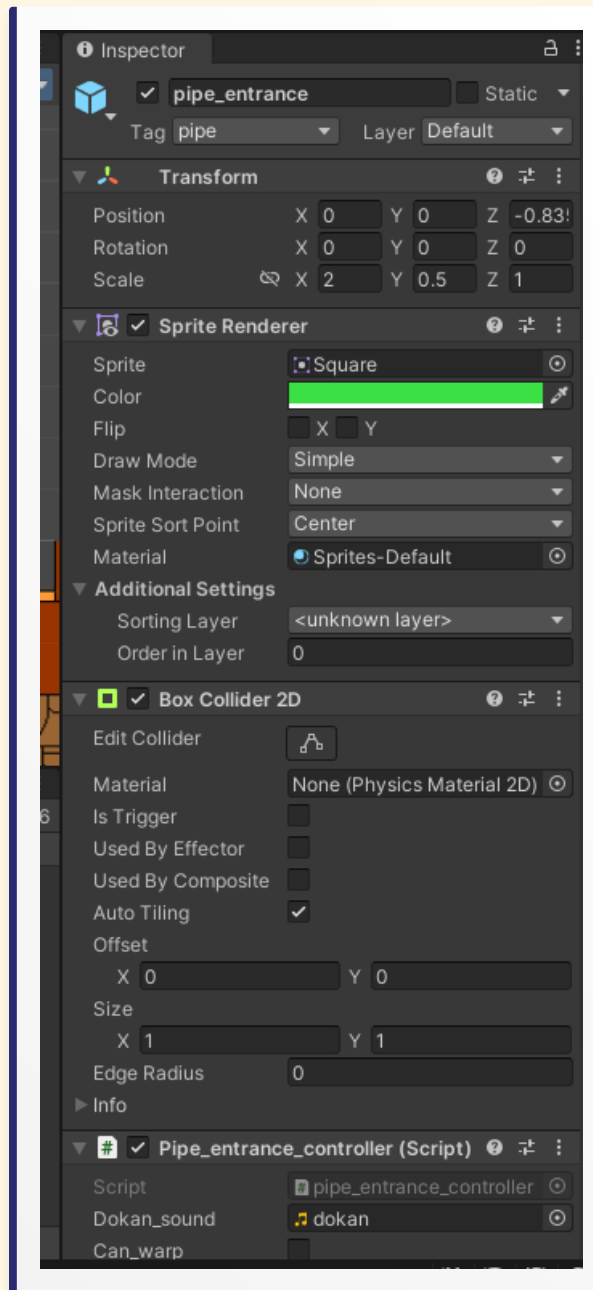 Inspector
pipe_entrance Static
Tag pipe Layer Default
Transform
Position X 0 Y 0 Z -0.835
Rotation X 0 Y 0 Z 0
Scale X 2 Y 0.5 Z 1
Sprite Renderer
Sprite Square
Color
Flip X Y
Draw Mode Simple
Mask Interaction None
Sprite Sort Point Center
Material Sprites-Default
Additional Settings
Sorting Layer <unknown layer>
Order in Layer 0
Box Collider 2D
Edit Collider
Material None (Physics Material 2D)
6 Is Trigger
Used By Effector
Used By Composite
Auto Tiling
Offset
X 0 Y 0
Size
X 1 Y 1
Edge Radius 0
Info
# Pipe_entrance_controller (Script)
Script # pipe_entrance_controller
Dokan_sound dokan
Can_warp